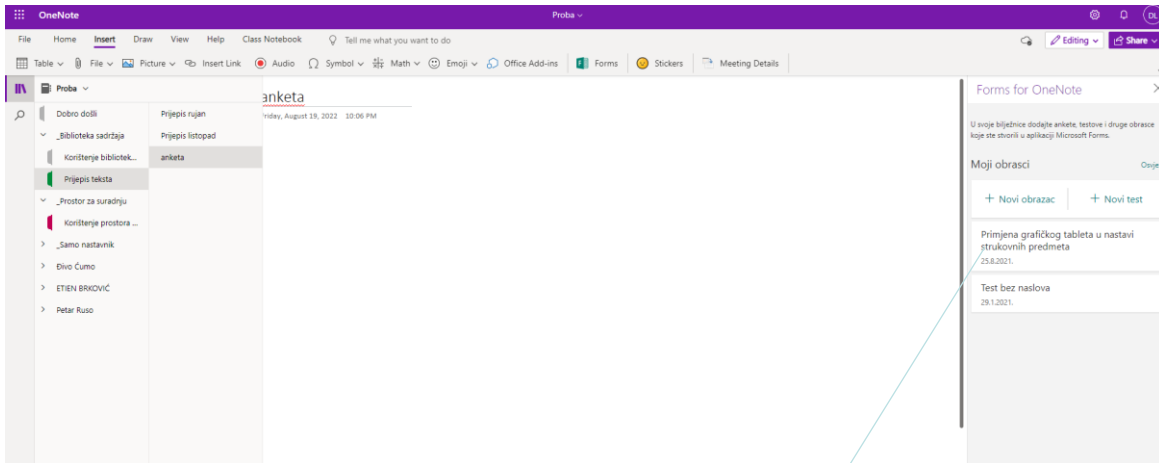 OneNote
Proba
DL
File Home Insert Draw View Help Class Notebook Tell me what you want to do
Editing Share
Table File Picture Insert Link Audio Symbol Math Emoji Office Add-ins Forms Stickers Meeting Details
Proba
Dobro došli
_Biblioteka sadržaja
Korištenje bibliotek...
Prijepis teksta
_Prostor za suradnju
Korištenje prostora ...
_Samo nastavnik
Đivo Ćumo
ETIEN BRKOVIĆ
Petar Ruso
Prijepis rujan
Prijepis listopad
anketa
anketa
riday, August 19, 2022 10:06 PM
Forms for OneNote
U svoje bilježnice dodajte ankete, testove i druge obrasce
koje ste stvorili u aplikaciji Microsoft Forms.
Moji obrasci Osvje
+ Novi obrazac + Novi test
Primjena grafičkog tableta u nastavi
strukovnih predmeta
25.8.2021.
Test bez naslova
29.1.2021.